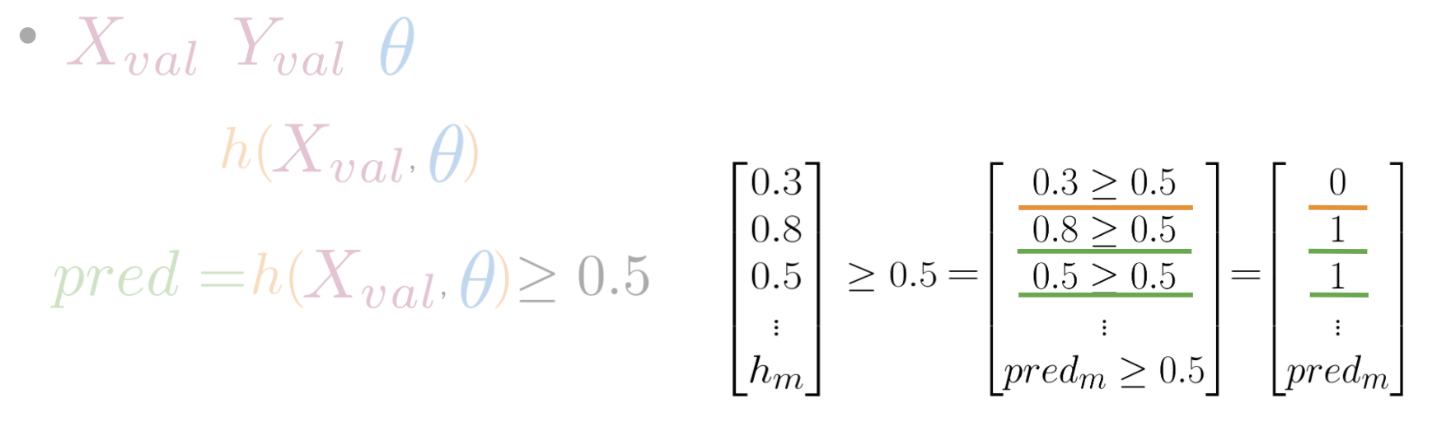 • X_val Y_val θ
h(X_val, θ)
pred = h(X_val, θ) ≥ 0.5
[0.3 0.8 0.5 ⋮ h_m] ≥ 0.5 = [0.3 ≥ 0.5 0.8 ≥ 0.5 0.5 ≥ 0.5 ⋮ pred_m ≥ 0.5] = [0 1 1 ⋮ pred_m]